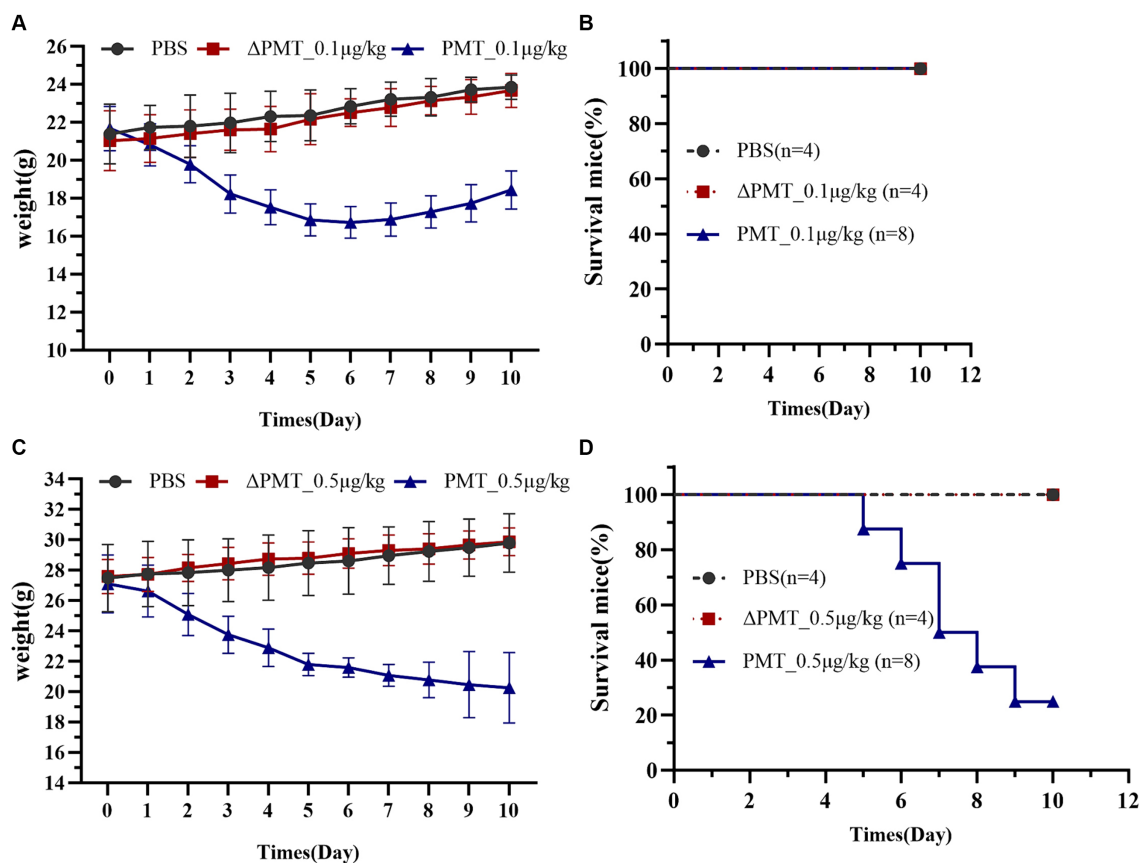 A
PBS ΔPMT_0.1μg/kg PMT_0.1μg/kg
26
24
22
20
18
16
14
12
10
weight(g)
0 1 2 3 4 5 6 7 8 9 10
Times(Day)
B
100
80
60
40
20
0
Survival mice(%)
PBS(n=4)
ΔPMT_0.1μg/kg (n=4)
PMT_0.1μg/kg (n=8)
0 2 4 6 8 10 12
Times(Day)
C
PBS ΔPMT_0.5μg/kg PMT_0.5μg/kg
34
32
30
28
26
24
22
20
18
16
14
weight(g)
0 1 2 3 4 5 6 7 8 9 10
Times(Day)
D
100
80
60
40
20
0
Survival mice(%)
PBS(n=4)
ΔPMT_0.5μg/kg (n=4)
PMT_0.5μg/kg (n=8)
0 2 4 6 8 10 12
Times(Day)